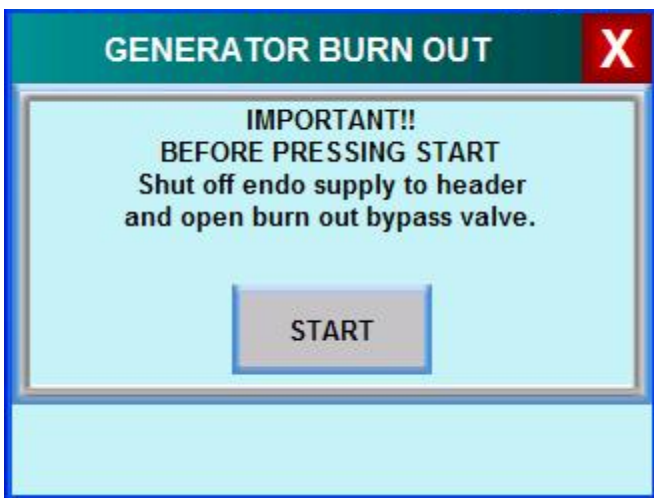 GENERATOR BURN OUT
X
IMPORTANT!!
BEFORE PRESSING START
Shut off endo supply to header
and open burn out bypass valve.
START